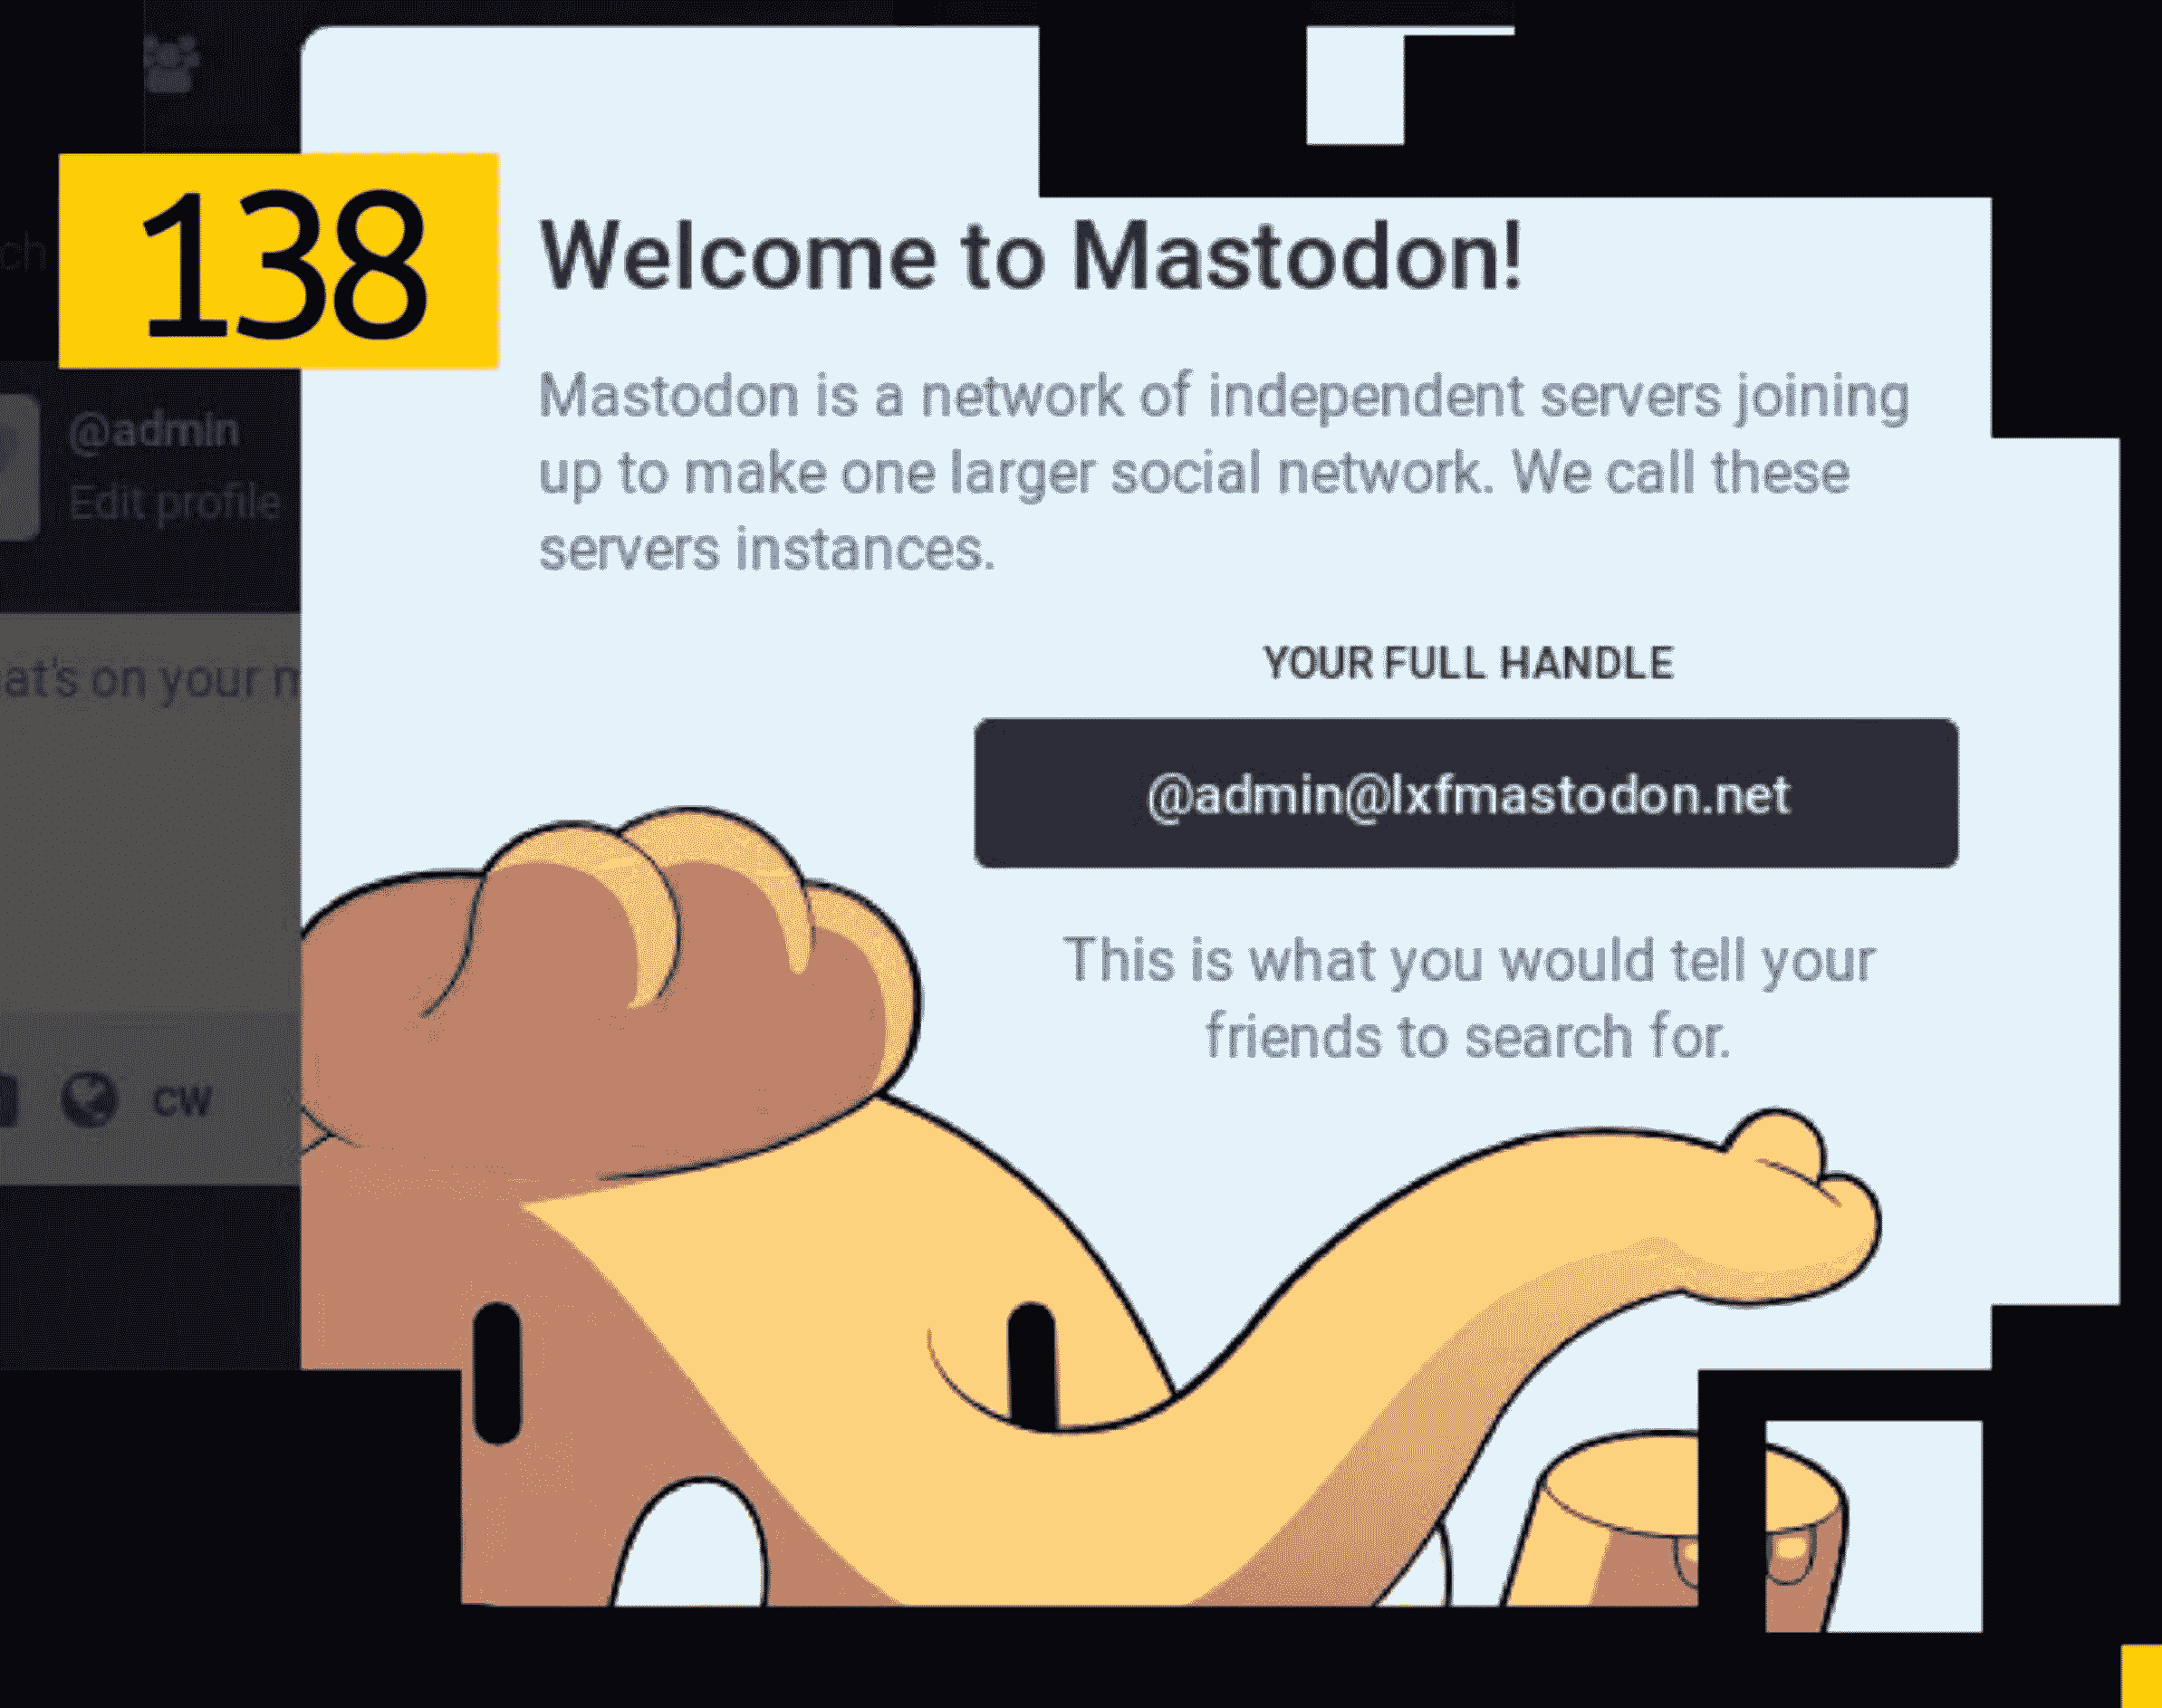 138
Welcome to Mastodon!
Mastodon is a network of independent servers joining
up to make one larger social network. We call these
servers instances.
@admin
Edit profile
YOUR FULL HANDLE
@admin@lxfmastodon.net
This is what you would tell your
friends to search for.
on your
CW